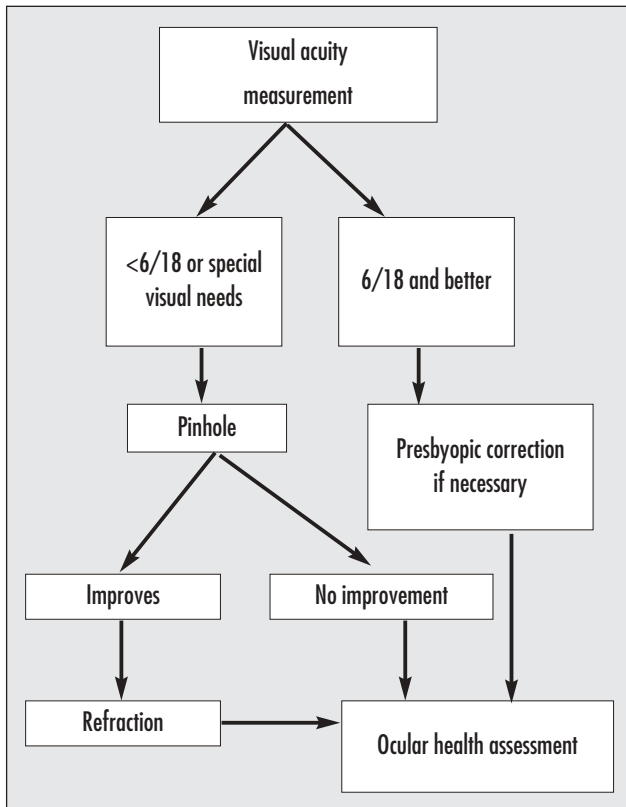 Visual acuity
measurement
<6/18 or special
visual needs
6/18 and better
Pinhole
Presbyopic correction
if necessary
Improves
No improvement
Refraction
Ocular health assessment